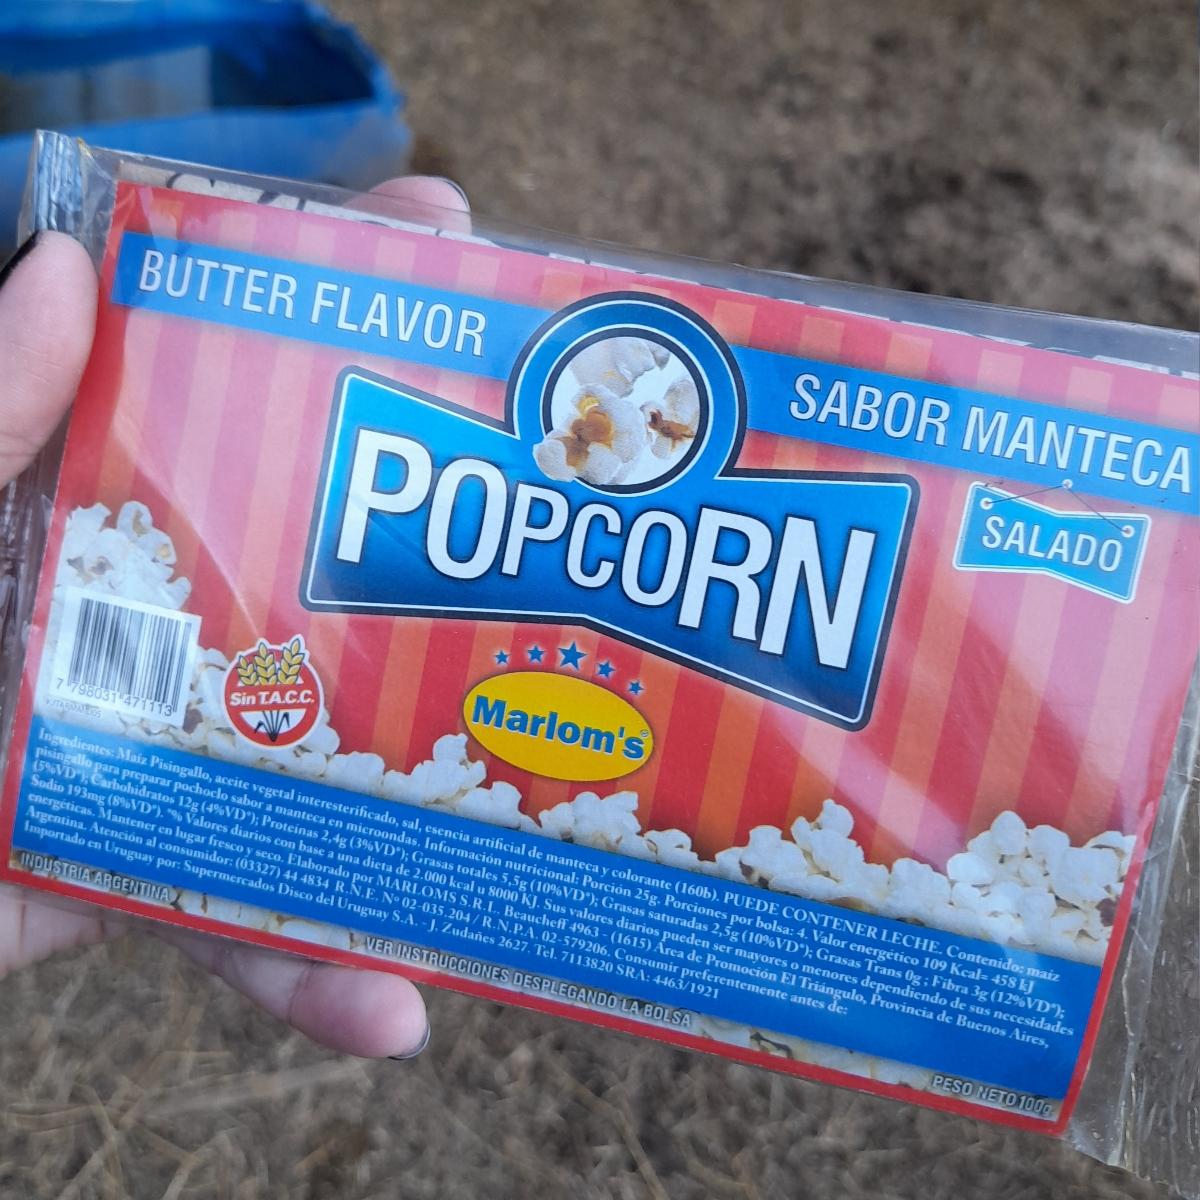 BUTTER FLAVOR
SABOR MANTECA
SALADO
POPCORN
Marlom's®
Sin T.A.C.C.
7 798031 471113
Ingredientes: Maíz Pisingallo, aceite vegetal interesterificado, sal, esencia artificial de manteca y colorante (160b). PUEDE CONTENER LECHE. Contenido: maíz
pisingallo para preparar pochoclo sabor a manteca en microondas. Información nutricional: Porción 25g. Porciones por bolsa: 4. Valor energético 109 Kcal= 458 kJ
(5%VD*); Carbohidratos 12g (4%VD*); Proteínas 2,4g (3%VD*); Grasas totales 5,5g (10%VD*); Grasas saturadas 2,5g (10%VD*); Grasas Trans 0g ; Fibra 3g (12%VD*);
Sodio 193mg (8%VD*). *% Valores diarios con base a una dieta de 2.000 kcal u 8000 KJ. Sus valores diarios pueden ser mayores o menores dependiendo de sus necesidades
energéticas. Mantener en lugar fresco y seco. Elaborado por MARLOMS S.R.L. Beaucheff 4963 - (1615) Area de Promoción El Triángulo, Provincia de Buenos Aires,
Argentina. Atención al consumidor: (03327) 44 4834 R.N.E. Nº 02-035.204 / R.N.P.A. 02-579206. Consumir preferentemente antes de:
Importado en Uruguay por: Supermercados Disco del Uruguay S.A. - J. Zudañes 2627. Tel. 7113820 SRA: 4463/1921
INDUSTRIA ARGENTINA
VER INSTRUCCIONES DESPLEGANDO LA BOLSA
PESO NETO 100g